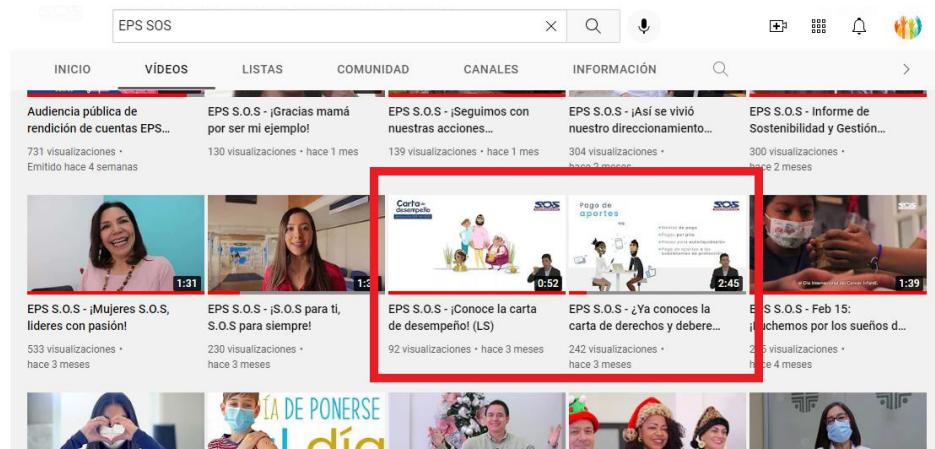 EPS SOS
INICIO VÍDEOS LISTAS COMUNIDAD CANALES INFORMACIÓN
Audiencia pública de
rendición de cuentas EPS...
731 visualizaciones •
Emitido hace 4 semanas
EPS S.O.S - ¡Gracias mamá
por ser mi ejemplo!
130 visualizaciones • hace 1 mes
EPS S.O.S - ¡Seguimos con
nuestras acciones...
139 visualizaciones • hace 1 mes
EPS S.O.S - ¡Así se vivió
nuestro direccionamiento...
304 visualizaciones •
hace 2 meses
EPS S.O.S - Informe de
Sostenibilidad y Gestión...
300 visualizaciones •
hace 2 meses
1:31
EPS S.O.S - ¡Mujeres S.O.S,
lideres con pasión!
533 visualizaciones •
hace 3 meses
EPS S.O.S - ¡S.O.S para ti,
S.O.S para siempre!
230 visualizaciones •
hace 3 meses
Carta de
desempeño
SOS
0:52
EPS S.O.S - ¡Conoce la carta
de desempeño! (LS)
92 visualizaciones • hace 3 meses
Pago de
aportes
SOS
2:45
EPS S.O.S - ¿Ya conoces la
carta de derechos y debere...
242 visualizaciones •
hace 3 meses
SOS
1:39
S.O.S - Feb 15:
por los sueños d...
visualizaciones •
hace 4 meses
DÍA DE PONERSE
al día